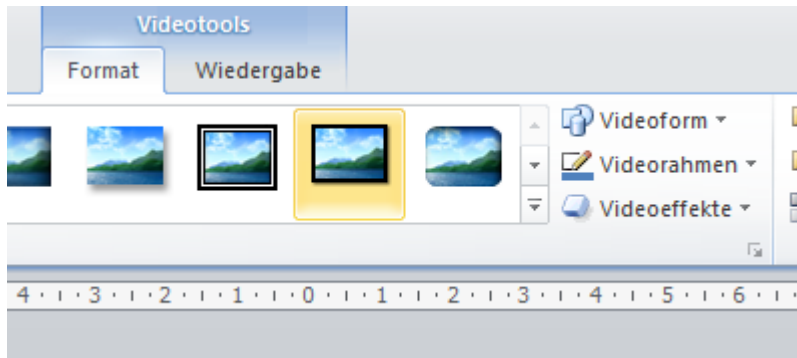 Videotools
Format Wiedergabe
Videoform
Videorahmen
Videoeffekte
4 3 2 1 0 1 2 3 4 5 6